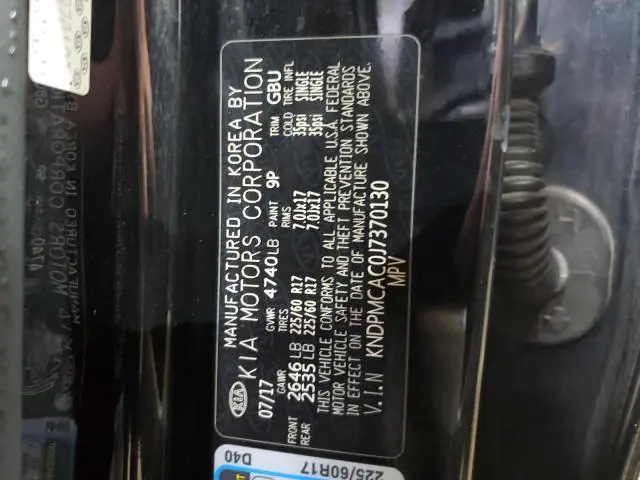 KIA
MANUFACTURED IN KOREA BY
KIA MOTORS CORPORATION
07/17 GVWR 4740LB PAINT 9P TRIM GBU
GAWR TIRES RIMS COLD TIRE INFL
FRONT 2646LB 225/60 R17 7.0Jx17 35psi SINGLE
REAR 2535LB 225/60 R17 7.0Jx17 35psi SINGLE
THIS VEHICLE CONFORMS TO ALL APPLICABLE U.S.A. FEDERAL
MOTOR VEHICLE SAFETY AND THEFT PREVENTION STANDARDS
IN EFFECT ON THE DATE OF MANUFACTURE SHOWN ABOVE.
V.I.N KNDPMCAC0J7370130
MPV
D40
225/60R17